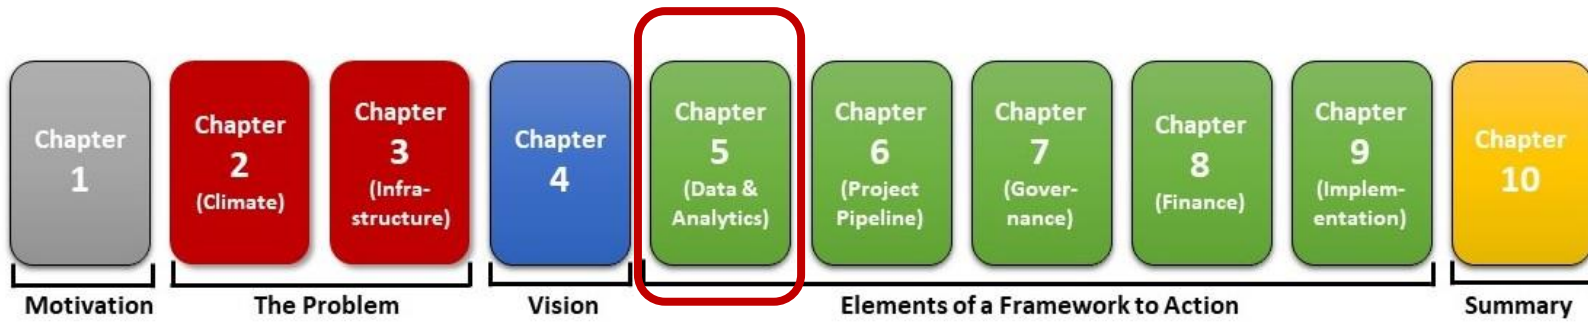 Chapter
1
Chapter
2
(Climate)
Chapter
3
(Infra-
structure)
Chapter
4
Chapter
5
(Data &
Analytics)
Chapter
6
(Project
Pipeline)
Chapter
7
(Gover-
nance)
Chapter
8
(Finance)
Chapter
9
(Implem-
entation)
Chapter
10
Motivation
The Problem
Vision
Elements of a Framework to Action
Summary